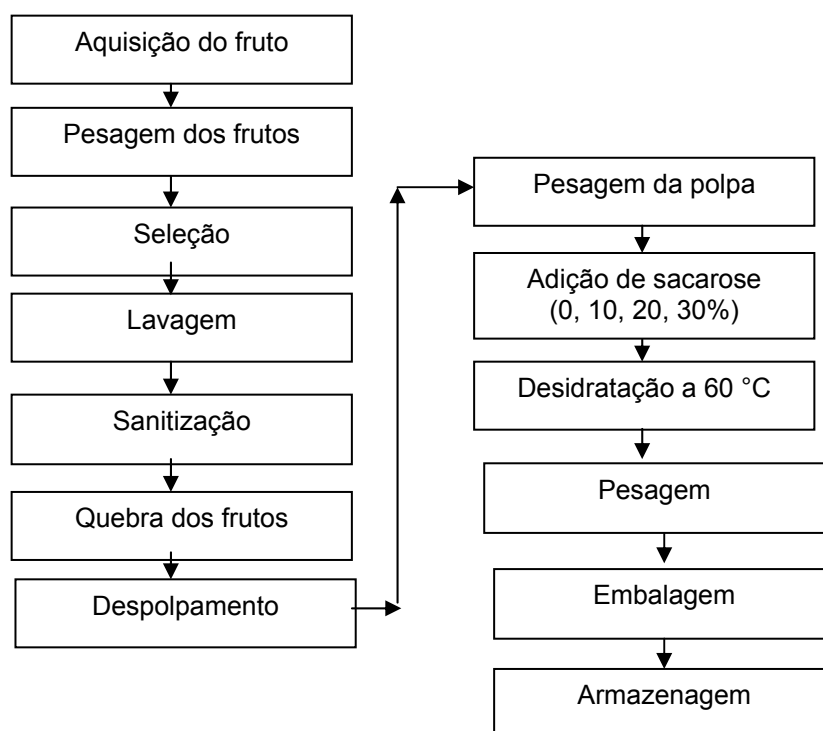 Aquisição do fruto
Pesagem dos frutos
Seleção
Lavagem
Sanitização
Quebra dos frutos
Despolpamento
Pesagem da polpa
Adição de sacarose
(0, 10, 20, 30%)
Desidratação a 60 °C
Pesagem
Embalagem
Armazenagem